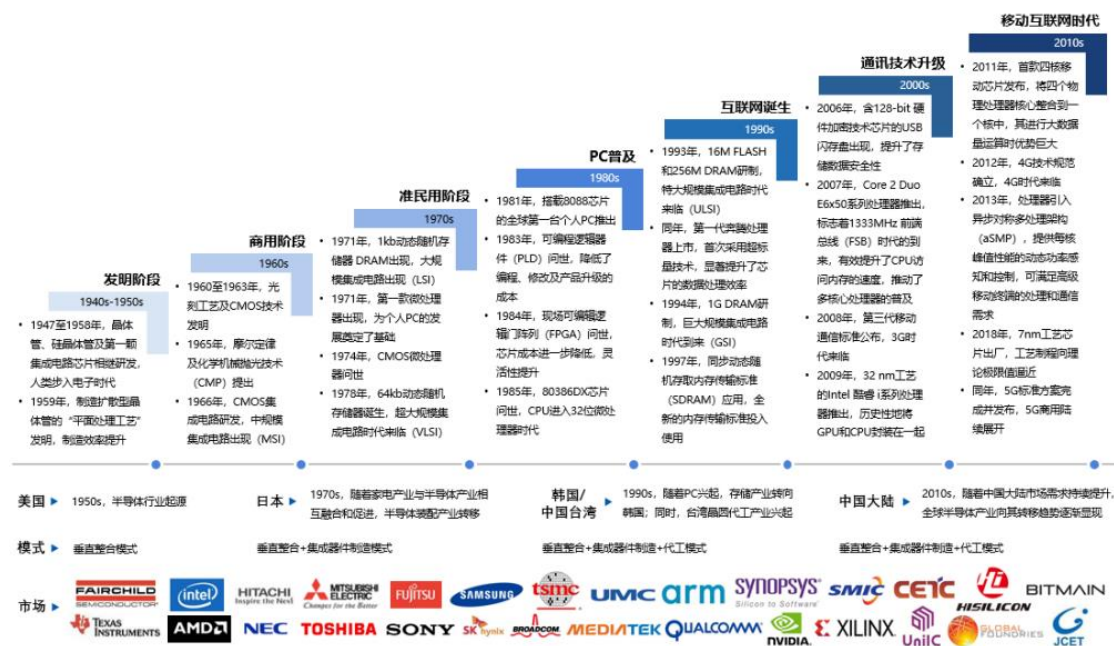 发明阶段
1940s-1950s
• 1947至1958年，晶体
管、硅晶体管及第一颗
集成电路芯片相继研发，
人类步入电子时代
• 1959年，制造扩散型晶
体管的 “平面处理工艺”
发明，制造效率提升
商用阶段
1960s
• 1960至1963年，光
刻工艺及CMOS技术
发明
• 1965年，摩尔定律
及化学机械抛光技术
（CMP）提出
• 1966年，CMOS集
成电路研发，中规模
集成电路出现（MSI）
准民用阶段
1970s
• 1971年，1kb动态随机存
储器 DRAM出现，大规
模集成电路出现 (LSI)
• 1971年，第一款微处理
器出现，为个人PC的发
展奠定了基础
• 1974年，CMOS微处理
器问世
• 1978年，64kb动态随机
存储器诞生，超大规模集
成电路时代来临（VLSI）
PC普及
1980s
• 1981年，搭载8088芯片
的全球第一台个人PC推出
• 1983年，可编程逻辑器
件（PLD）问世，降低了
编程、修改及产品升级的
成本
• 1984年，现场可编程逻
辑门阵列（FPGA）问世，
芯片成本进一步降低，灵
活性提升
• 1985年，80386DX芯片
问世，CPU进入32位微处
理器时代
互联网诞生
1990s
• 1993年，16M FLASH
和256M DRAM研制，
特大规模集成电路时代
来临（ULSI）
• 同年，第一代奔腾处理
器上市，首次采用超标
量技术，显著提升了芯
片的数据处理效率
• 1994年，1G DRAM研
制，巨大规模集成电路
时代到来（GSI）
• 1997年，同步动态随
机存取内存传输标准
（SDRAM）应用，全
新的内存传输标准投入
使用
通讯技术升级
2000s
• 2006年，含128-bit 硬
件加密技术芯片的USB
闪存盘出现，提升了存
储数据安全性
• 2007年，Core 2 Duo
E6x50系列处理器推出，
标志着1333MHz 前端
总线（FSB）时代的到
来，有效提升了CPU访
问内存的速度，推动了
多核心处理器的普及
• 2008年，第三代移动
通信标准公布，3G时
代来临
• 2009年，32 nm工艺
的Intel 酷睿 i系列处理
器推出，历史性地将
GPU和CPU封装在一起
移动互联网时代
2010s
• 2011年，首款四核移
动芯片发布，将四个物
理处理器核心整合到一
个核中，其进行大数据
量运算时优势巨大
• 2012年，4G技术规范
确立，4G时代来临
• 2013年，处理器引入
异步对称多处理架构
（aSMP），提供每核
峰值性能的动态功率感
知和控制，可满足高级
移动终端的处理和通信
需求
• 2018年，7nm工艺芯
片出厂，工艺制程向理
论极限值逼近
• 同年，5G标准方案完
成并发布，5G商用陆
续展开
美国 1950s，半导体行业起源
日本 1970s，随着家电产业与半导体产业相
互融合和促进，半导体装配产业转移
韩国/
中国台湾 1990s，随着PC兴起，存储产业转向
韩国；同时，台湾晶圆代工产业兴起
中国大陆 2010s，随着中国大陆市场需求持续提升，
全球半导体产业向其转移趋势逐渐显现
模式 垂直整合模式 垂直整合+集成器件制造模式 垂直整合+集成器件制造+代工模式 垂直整合+集成器件制造+代工模式
市场
FAIRCHILD
SEMICONDUCTOR
intel
HITACHI
Inspire the Next
MITSUBISHI
ELECTRIC
Changes for the Better
FUJITSU
SAMSUNG
tsmc
UMC
arm
SYNOPSYS
Silicon to Software
SMIC
CETC
HISILICON
BITMAIN
TEXAS
INSTRUMENTS
AMD
NEC
TOSHIBA
SONY
SK hynix
BROADCOM
MEDIATEK
QUALCOMM
NVIDIA.
XILINX
UniIC
GLOBAL
FOUNDRIES
JCET